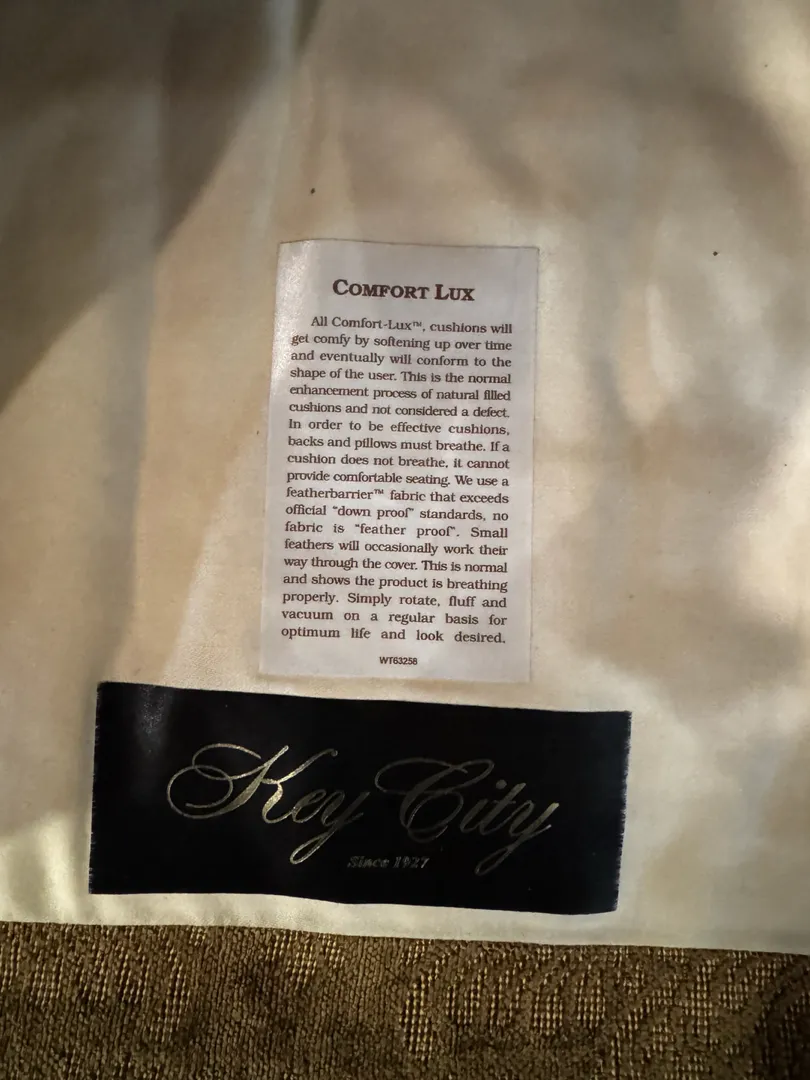 COMFORT LUX
All Comfort-Lux™, cushions will
get comfy by softening up over time
and eventually will conform to the
shape of the user. This is the normal
enhancement process of natural filled
cushions and not considered a defect.
In order to be effective cushions,
backs and pillows must breathe. If a
cushion does not breathe, it cannot
provide comfortable seating. We use a
featherbarrier™ fabric that exceeds
official "down proof" standards, no
fabric is "feather proof". Small
feathers will occasionally work their
way through the cover. This is normal
and shows the product is breathing
properly. Simply rotate, fluff and
vacuum on a regular basis for
optimum life and look desired.
WT63258
Key City
Since 1927